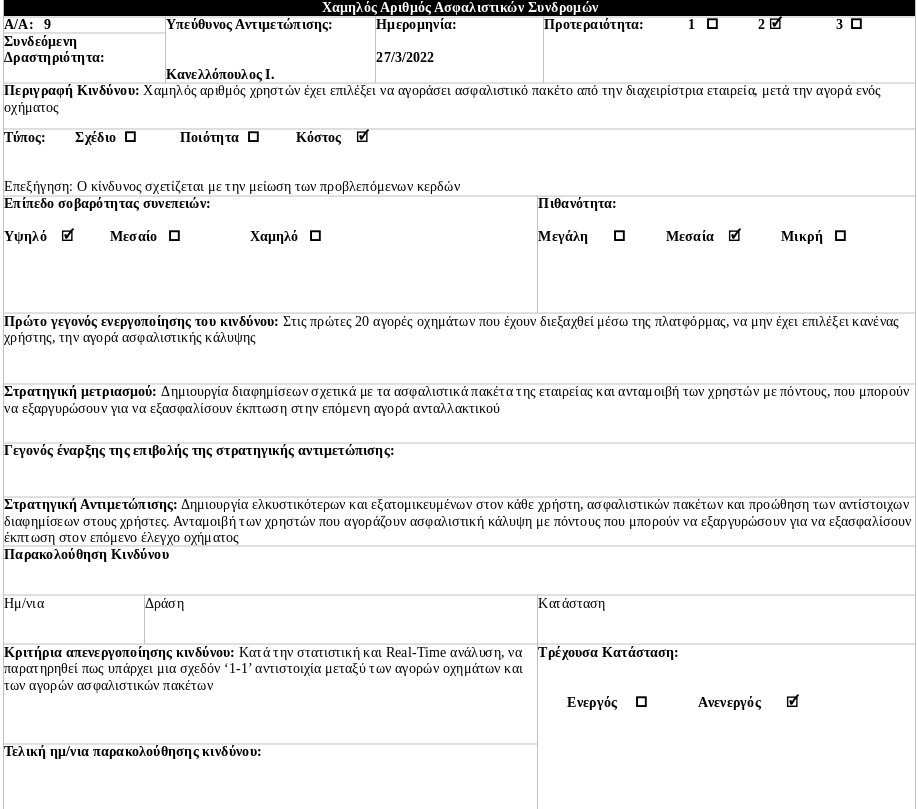 Χαμηλός Αριθμός Ασφαλιστικών Συνδρομών
Α/Α: 9
Υπεύθυνος Αντιμετώπισης:
Ημερομηνία:
Προτεραιότητα: 1 ☐ 2 ☑ 3 ☐
Συνδεόμενη
Δραστηριότητα:
27/3/2022
Κανελλόπουλος Ι.
Περιγραφή Κινδύνου: Χαμηλός αριθμός χρηστών έχει επιλέξει να αγοράσει ασφαλιστικό πακέτο από την διαχειρίστρια εταιρεία, μετά την αγορά ενός
οχήματος
Τύπος: Σχέδιο ☐ Ποιότητα ☐ Κόστος ☑
Επεξήγηση: Ο κίνδυνος σχετίζεται με την μείωση των προβλεπόμενων κερδών
Επίπεδο σοβαρότητας συνεπειών:
Πιθανότητα:
Υψηλό ☑ Μεσαίο ☐ Χαμηλό ☐
Μεγάλη ☐ Μεσαία ☑ Μικρή ☐
Πρώτο γεγονός ενεργοποίησης του κινδύνου: Στις πρώτες 20 αγορές οχημάτων που έχουν διεξαχθεί μέσω της πλατφόρμας, να μην έχει επιλέξει κανένας
χρήστης, την αγορά ασφαλιστικής κάλυψης
Στρατηγική μετριασμού: Δημιουργία διαφημίσεων σχετικά με τα ασφαλιστικά πακέτα της εταιρείας και ανταμοιβή των χρηστών με πόντους, που μπορούν
να εξαργυρώσουν για να εξασφαλίσουν έκπτωση στην επόμενη αγορά ανταλλακτικού
Γεγονός έναρξης της επιβολής της στρατηγικής αντιμετώπισης:
Στρατηγική Αντιμετώπισης: Δημιουργία ελκυστικότερων και εξατομικευμένων στον κάθε χρήστη, ασφαλιστικών πακέτων και προώθηση των αντίστοιχων
διαφημίσεων στους χρήστες. Ανταμοιβή των χρηστών που αγοράζουν ασφαλιστική κάλυψη με πόντους που μπορούν να εξαργυρώσουν για να εξασφαλίσουν
έκπτωση στον επόμενο έλεγχο οχήματος
Παρακολούθηση Κινδύνου
Ημ/νια
Δράση
Κατάσταση
Κριτήρια απενεργοποίησης κινδύνου: Κατά την στατιστική και Real-Time ανάλυση, να
παρατηρηθεί πως υπάρχει μια σχεδόν ‘1-1’ αντιστοιχία μεταξύ των αγορών οχημάτων και
των αγορών ασφαλιστικών πακέτων
Τρέχουσα Κατάσταση:
Ενεργός ☐ Ανενεργός ☑
Τελική ημ/νια παρακολούθησης κινδύνου: